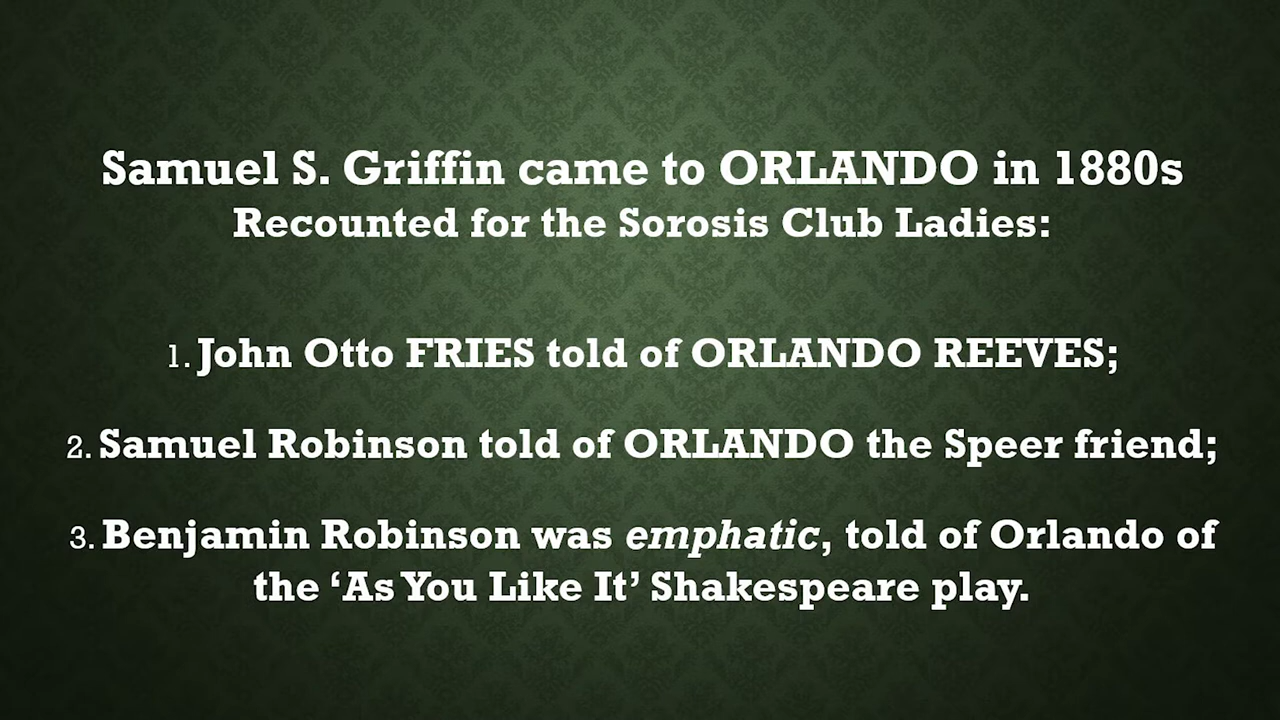 Samuel S. Griffin came to ORLANDO in 1880s
Recounted for the Sorosis Club Ladies:
1. John Otto FRIES told of ORLANDO REEVES;
2. Samuel Robinson told of ORLANDO the Speer friend;
3. Benjamin Robinson was emphatic, told of Orlando of
the ‘As You Like It’ Shakespeare play.